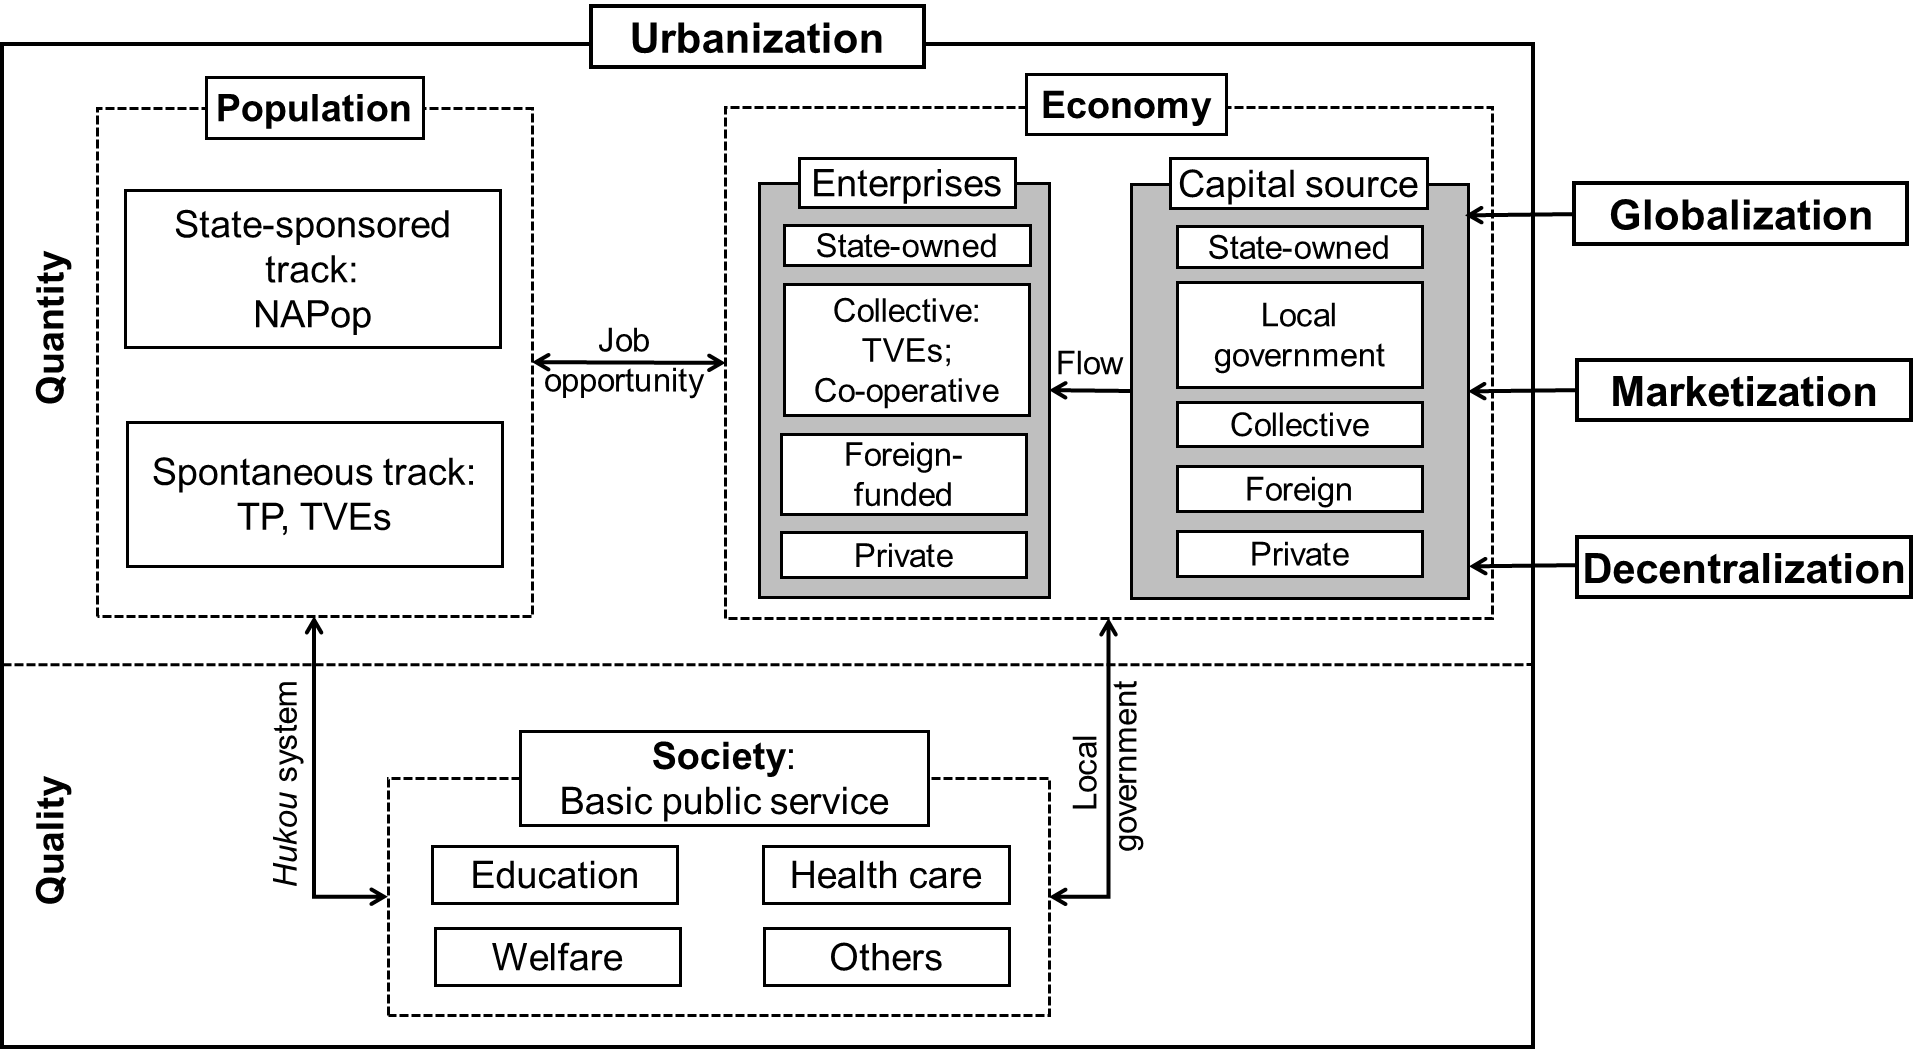 Urbanization
Quantity
Population
State-sponsored
track:
NAPop
Spontaneous track:
TP, TVEs
Job
opportunity
Economy
Enterprises
State-owned
Collective:
TVEs;
Co-operative
Foreign-
funded
Private
Flow
Capital source
State-owned
Local
government
Collective
Foreign
Private
Globalization
Marketization
Decentralization
Quality
Hukou system
Society:
Basic public service
Education
Health care
Welfare
Others
Local
government